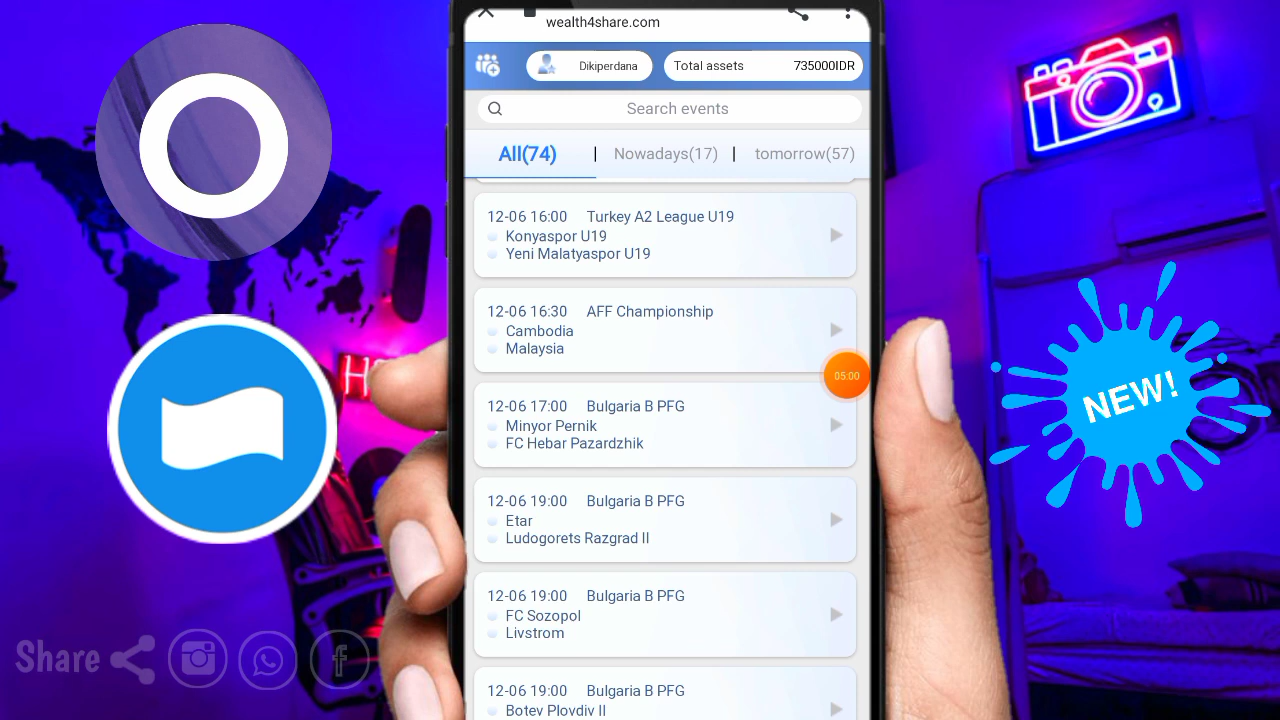 wealth4share.com
Dikiperdana
Total assets 735000IDR
Search events
All(74) | Nowadays(17) | tomorrow(57)
12-06 16:00 Turkey A2 League U19
Konyaspor U19
Yeni Malatyaspor U19
12-06 16:30 AFF Championship
Cambodia
Malaysia
05:00
12-06 17:00 Bulgaria B PFG
Minyor Pernik
FC Hebar Pazardzhik
12-06 19:00 Bulgaria B PFG
Etar
Ludogorets Razgrad II
12-06 19:00 Bulgaria B PFG
FC Sozopol
Livstrom
12-06 19:00 Bulgaria B PFG
Botev Plovdiv II
NEW!
Share